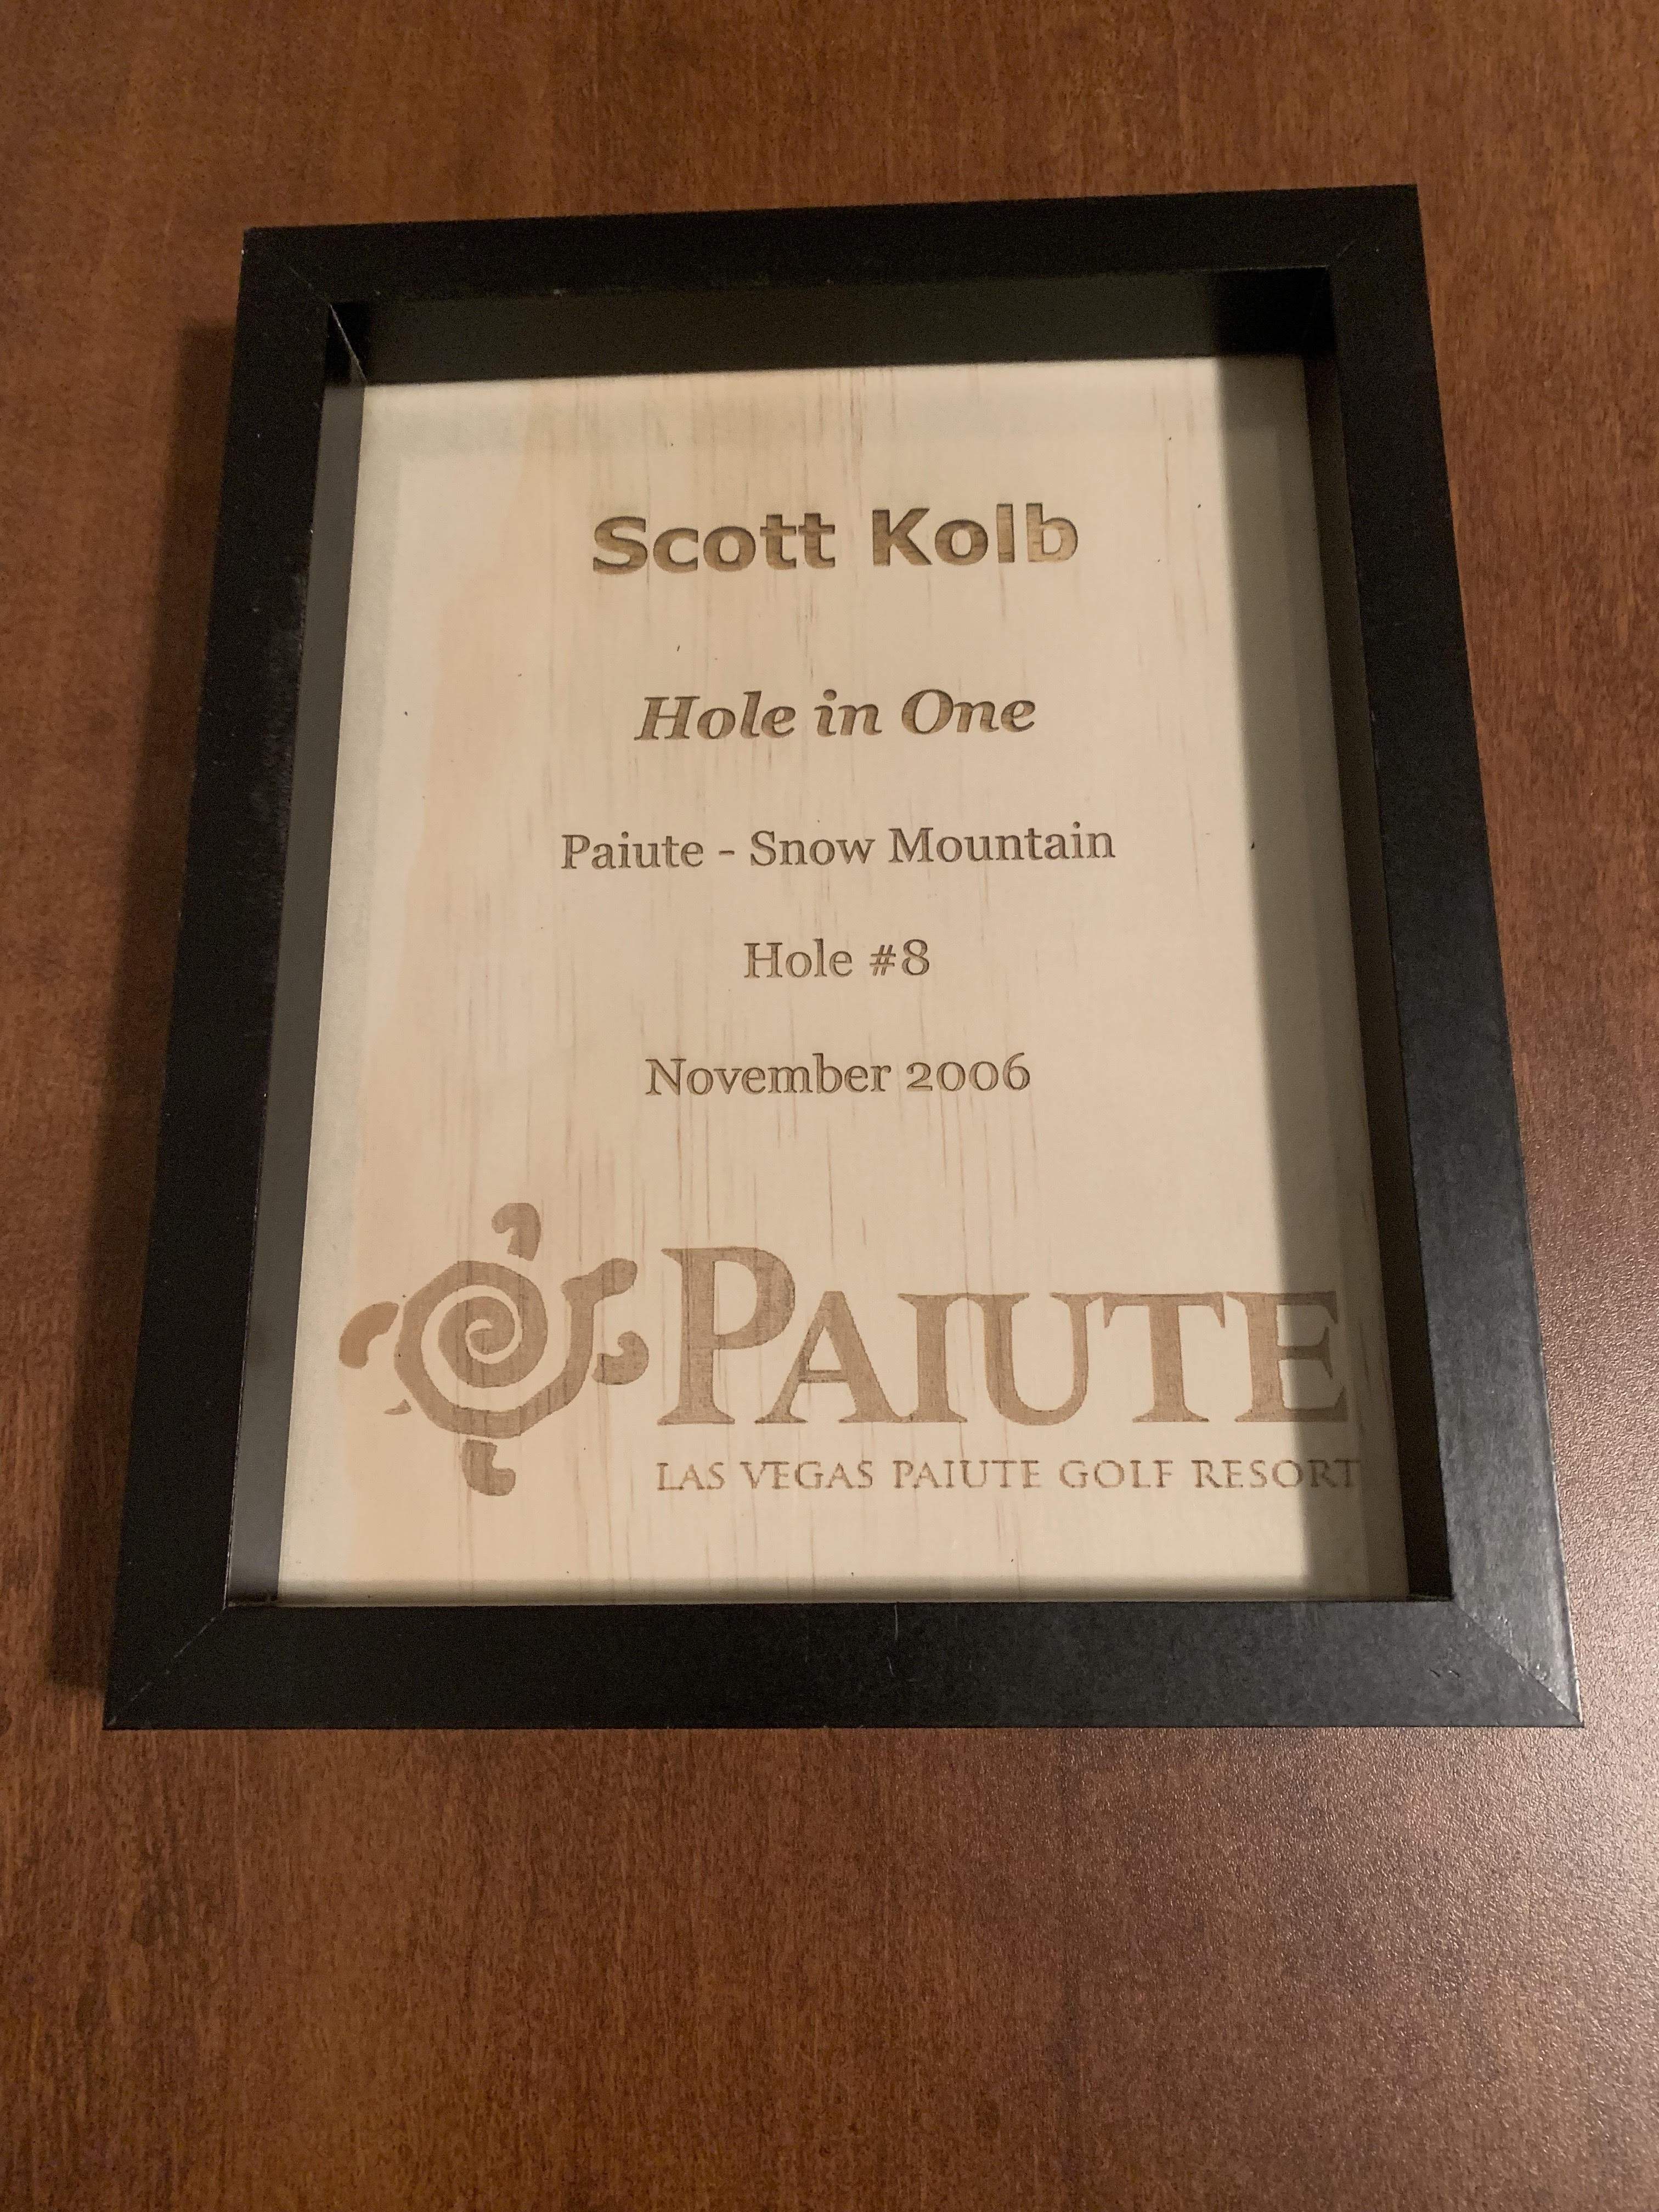 Scott Kolb
Hole in One
Paiute - Snow Mountain
Hole #8
November 2006
PAIUTE
LAS VEGAS PAIUTE GOLF RESORT